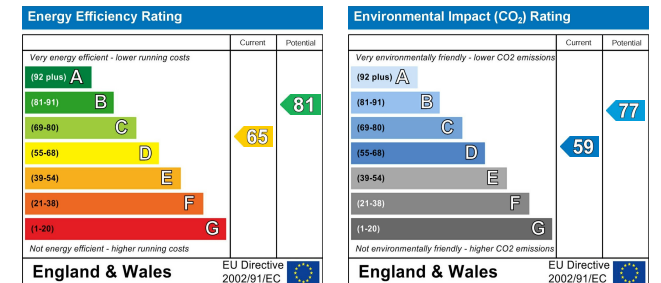 Energy Efficiency Rating
Current Potential
Very energy efficient - lower running costs
(92 plus) A
(81-91) B
(69-80) C
(55-68) D
(39-54) E
(21-38) F
(1-20) G
65
81
Not energy efficient - higher running costs
England & Wales
EU Directive
2002/91/EC
Environmental Impact (CO₂) Rating
Current Potential
Very environmentally friendly - lower CO2 emissions
(92 plus) A
(81-91) B
(69-80) C
(55-68) D
(39-54) E
(21-38) F
(1-20) G
59
77
Not environmentally friendly - higher CO2 emissions
England & Wales
EU Directive
2002/91/EC